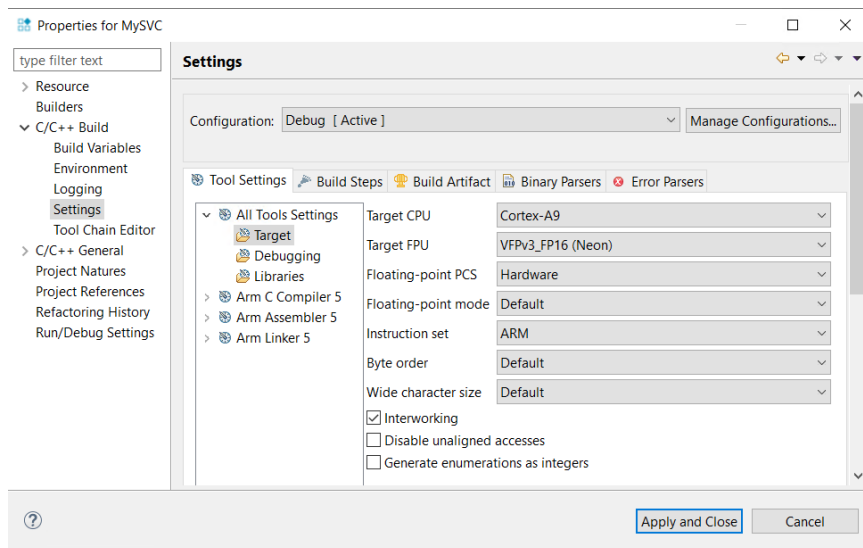 Properties for MySVC
type filter text
Resource
Builders
C/C++ Build
Build Variables
Environment
Logging
Settings
Tool Chain Editor
C/C++ General
Project Natures
Project References
Refactoring History
Run/Debug Settings
Settings
Configuration: Debug [ Active ] Manage Configurations...
Tool Settings Build Steps Build Artifact Binary Parsers Error Parsers
All Tools Settings
Target
Debugging
Libraries
Arm C Compiler 5
Arm Assembler 5
Arm Linker 5
Target CPU Cortex-A9
Target FPU VFPv3_FP16 (Neon)
Floating-point PCS Hardware
Floating-point mode Default
Instruction set ARM
Byte order Default
Wide character size Default
Interworking
Disable unaligned accesses
Generate enumerations as integers
Apply and Close Cancel